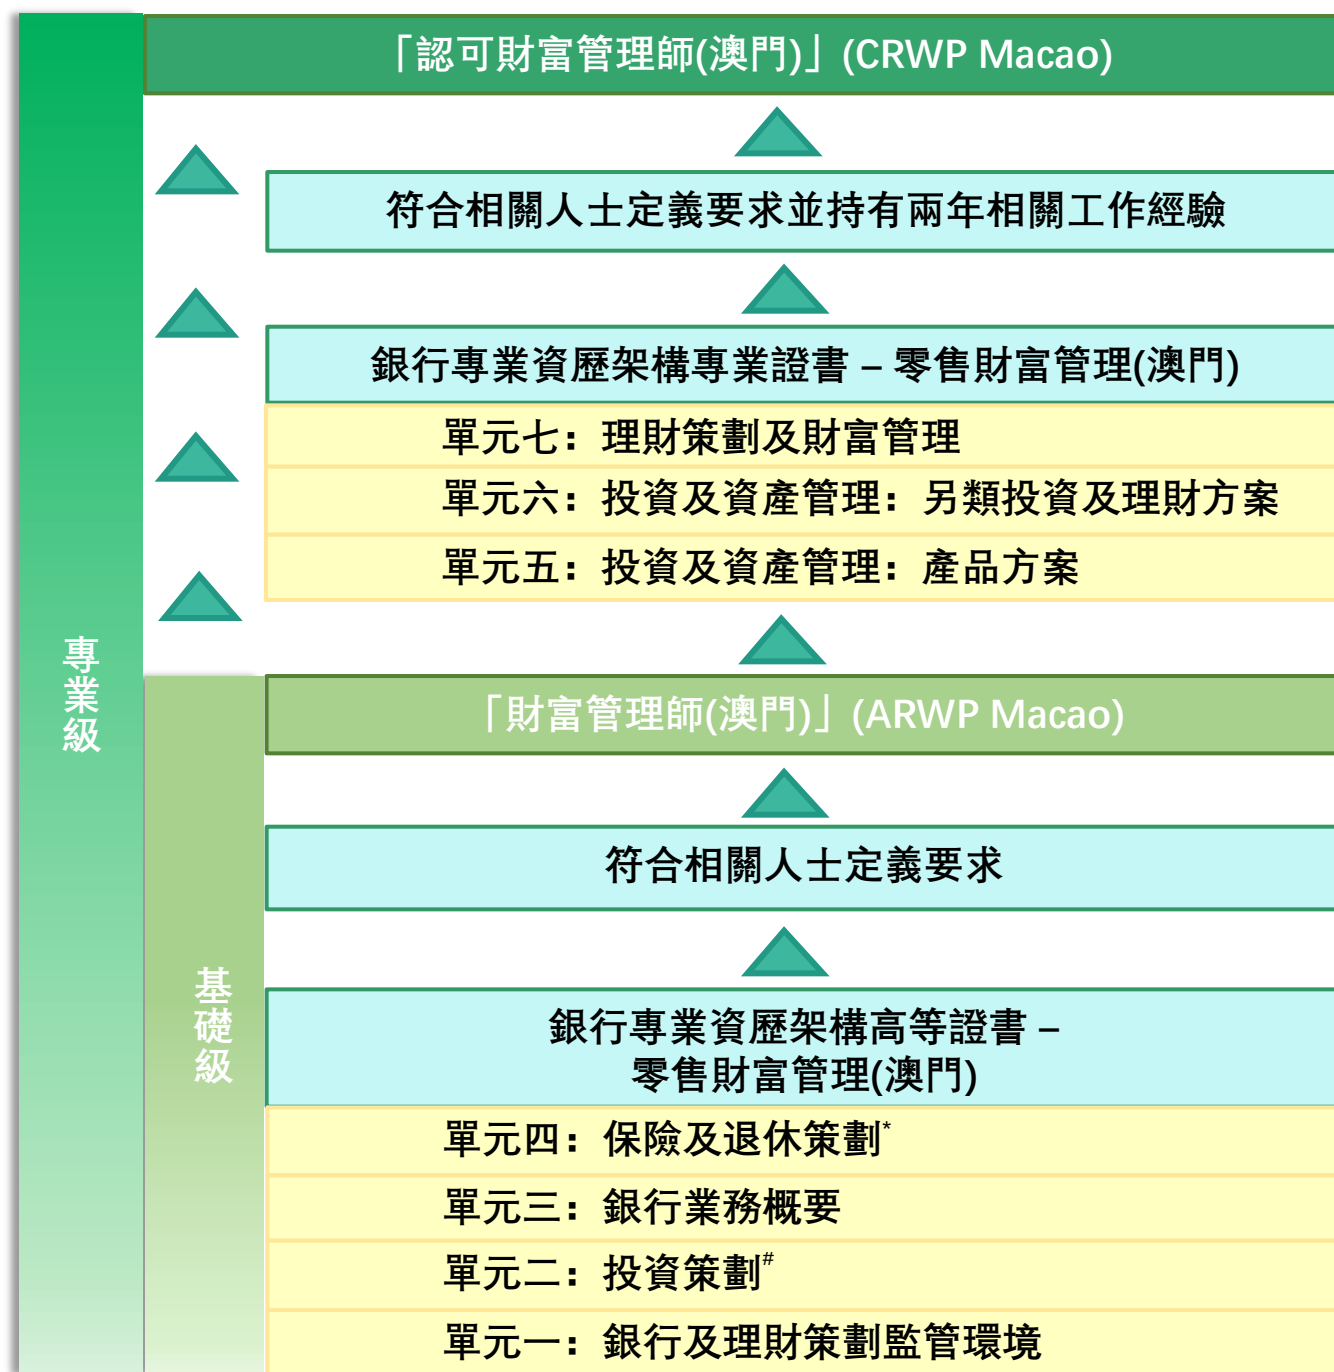 「認可財富管理師(澳門)」(CRWP Macao)
符合相關人士定義要求並持有兩年相關工作經驗
銀行專業資歷架構專業證書 – 零售財富管理(澳門)
單元七：理財策劃及財富管理
單元六：投資及資產管理：另類投資及理財方案
單元五：投資及資產管理：產品方案
專業級
「財富管理師(澳門)」(ARWP Macao)
符合相關人士定義要求
基礎級
銀行專業資歷架構高等證書 –
零售財富管理(澳門)
單元四：保險及退休策劃*
單元三：銀行業務概要
單元二：投資策劃#
單元一：銀行及理財策劃監管環境